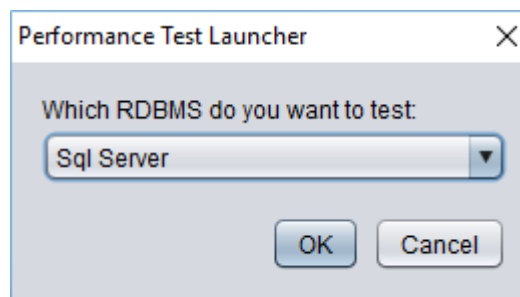 Performance Test Launcher
Which RDBMS do you want to test:
Sql Server
OK Cancel